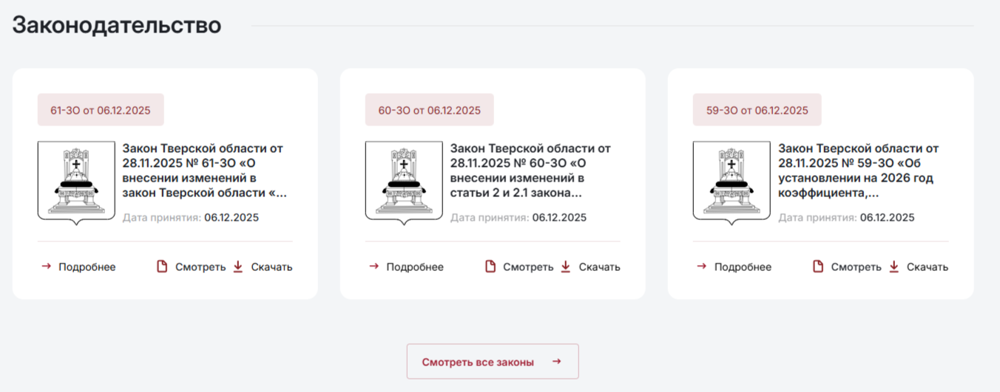 Законодательство
61-ЗО от 06.12.2025
Закон Тверской области от
28.11.2025 № 61-ЗО «О
внесении изменений в
закон Тверской области «...
Дата принятия: 06.12.2025
Подробнее
Смотреть
Скачать
60-ЗО от 06.12.2025
Закон Тверской области от
28.11.2025 № 60-ЗО «О
внесении изменений в
статьи 2 и 2.1 закона...
Дата принятия: 06.12.2025
Подробнее
Смотреть
Скачать
59-ЗО от 06.12.2025
Закон Тверской области от
28.11.2025 № 59-ЗО «Об
установлении на 2026 год
коэффициента,...
Дата принятия: 06.12.2025
Подробнее
Смотреть
Скачать
Смотреть все законы